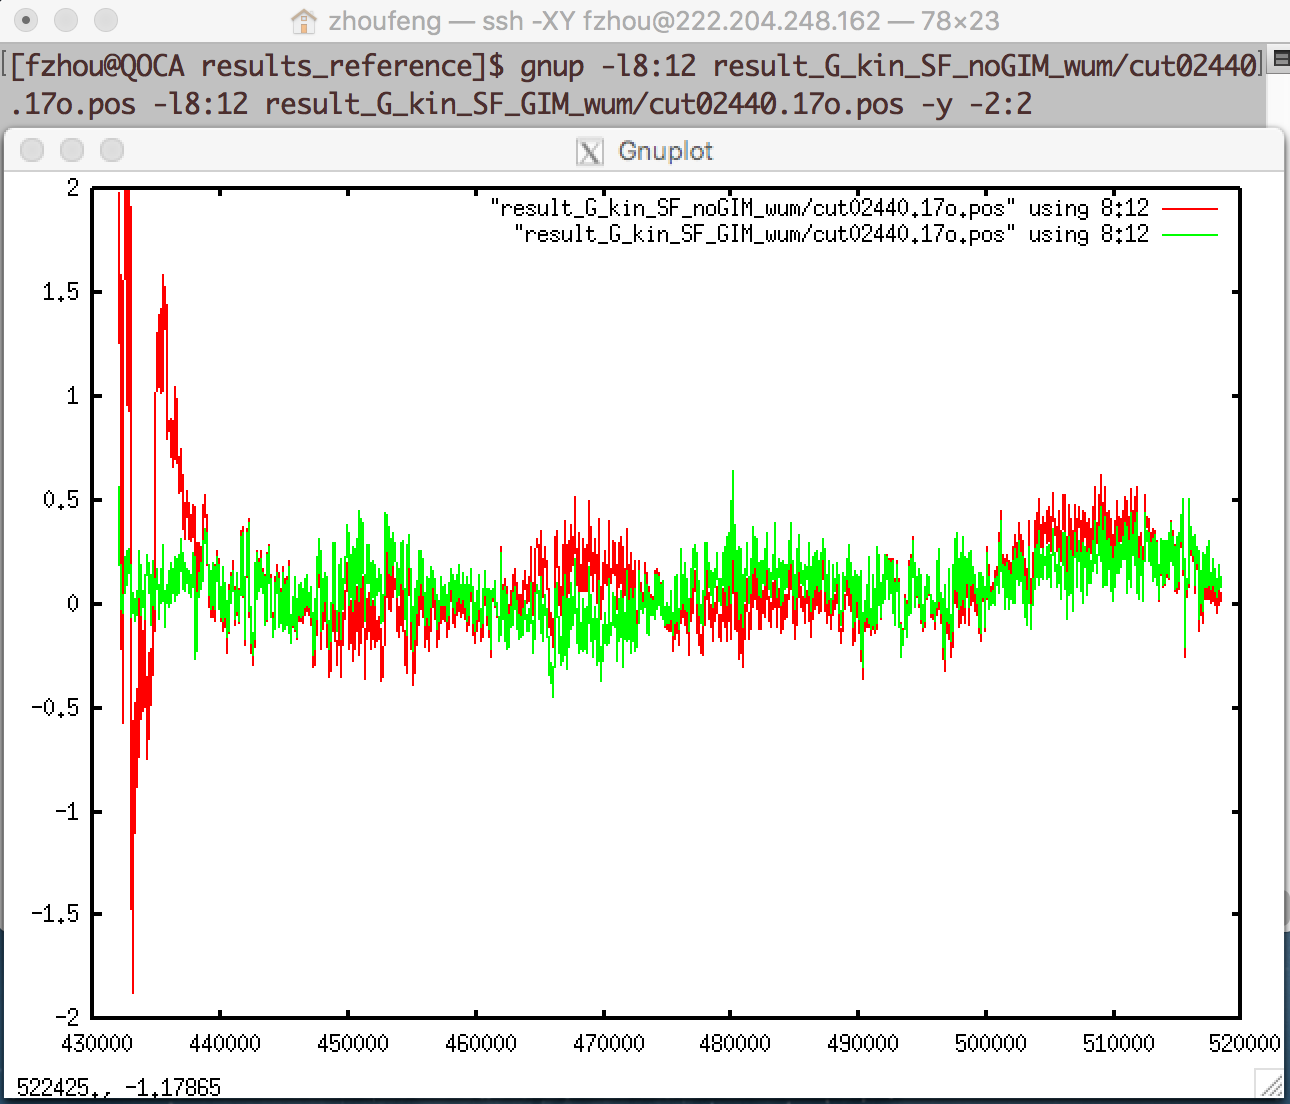 zhoufeng — ssh -XY fzhou@222.204.248.162 — 78×23
[fzhou@QOCA results_reference]$ gnup -l8:12 result_G_kin_SF_noGIM_wum/cut02440
.17o.pos -l8:12 result_G_kin_SF_GIM_wum/cut02440.17o.pos -y -2:2
X Gnuplot
"result_G_kin_SF_noGIM_wum/cut02440.17o.pos" using 8:12
"result_G_kin_SF_GIM_wum/cut02440.17o.pos" using 8:12
2
1.5
1
0.5
0
-0.5
-1
-1.5
-2
430000 440000 450000 460000 470000 480000 490000 500000 510000 520000
522425., -1.17865